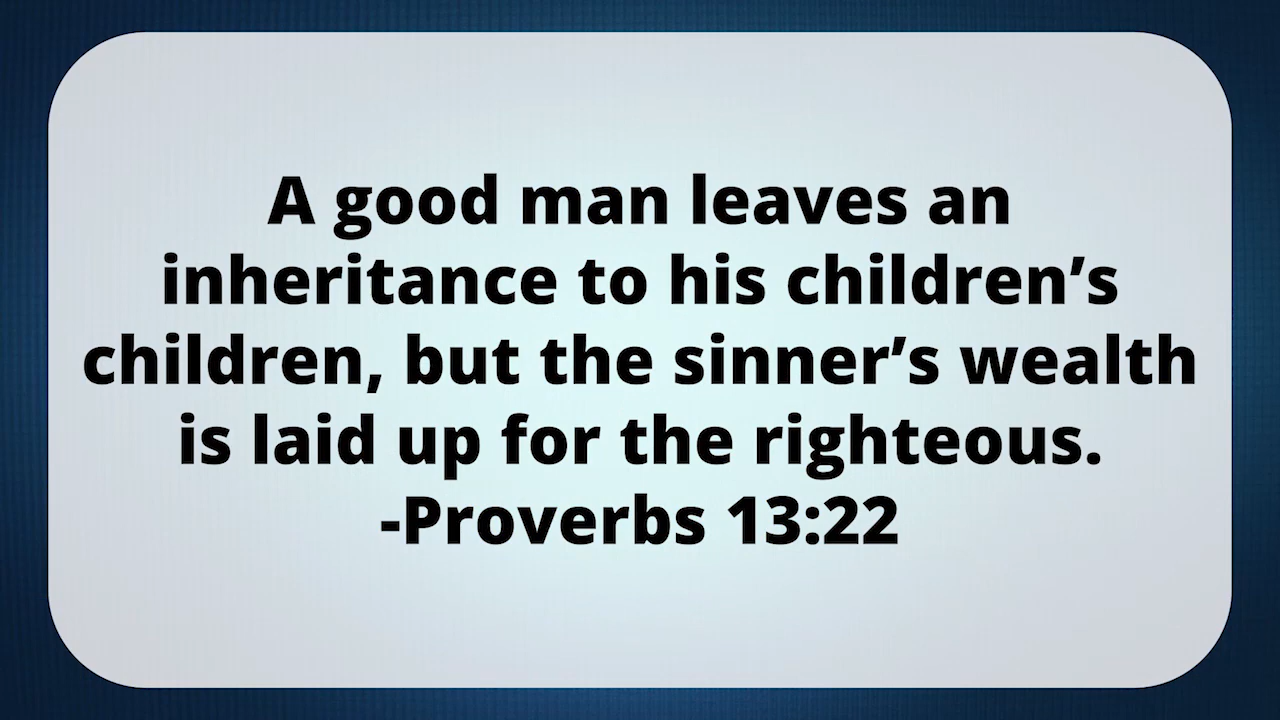 A good man leaves an
inheritance to his children’s
children, but the sinner’s wealth
is laid up for the righteous.
-Proverbs 13:22